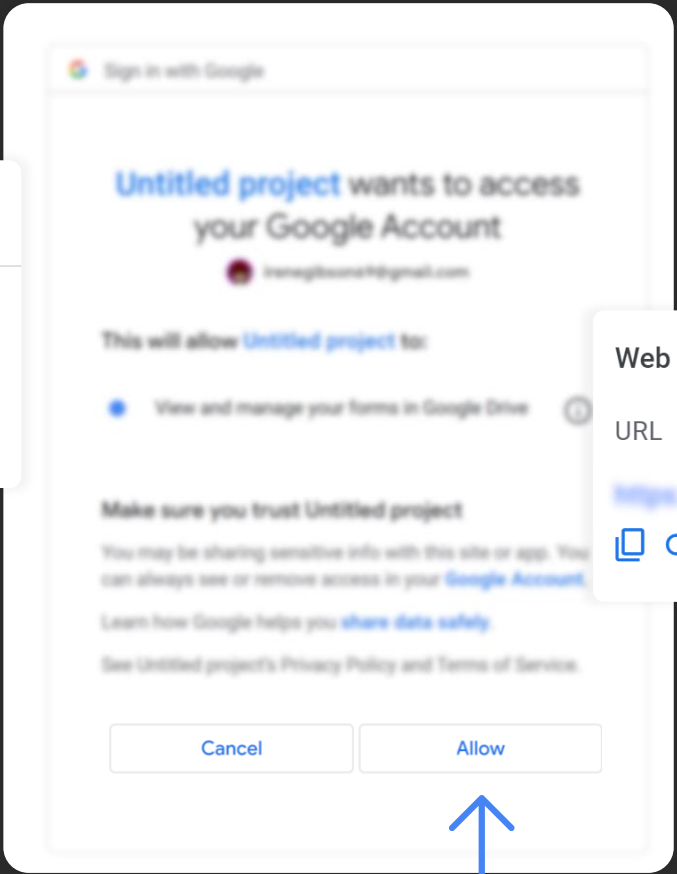 Sign in with Google
Untitled project wants to access
your Google Account
This will allow Untitled project to:
View and manage your forms in Google Drive
Make sure you trust Untitled project
You may be sharing sensitive info with this site or app. You
can always see or remove access in your Google Account.
Learn how Google helps you share data safely.
See Untitled project's Privacy Policy and Terms of Service.
Cancel
Allow
Web
URL
https